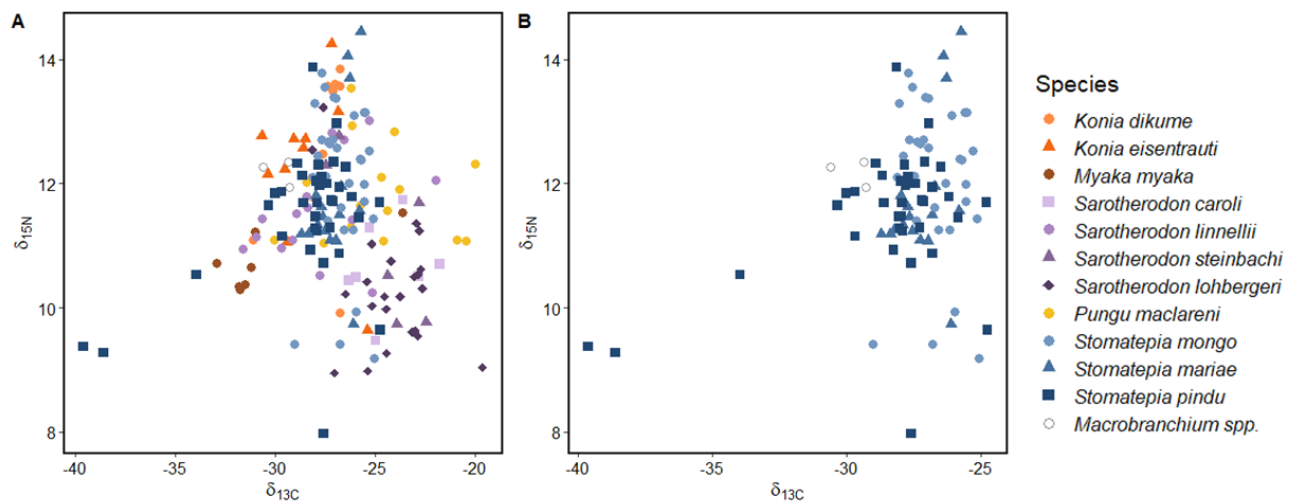 A
B
14
12
10
8
δ15N
-40 -35 -30 -25 -20
δ13C
14
12
10
8
δ15N
-40 -35 -30 -25
δ13C
Species
Konia dikume
Konia eisentrauti
Myaka myaka
Sarotherodon caroli
Sarotherodon linnellii
Sarotherodon steinbachi
Sarotherodon lohbergeri
Pungu maclareni
Stomatepia mongo
Stomatepia mariae
Stomatepia pindu
Macrobranchium spp.